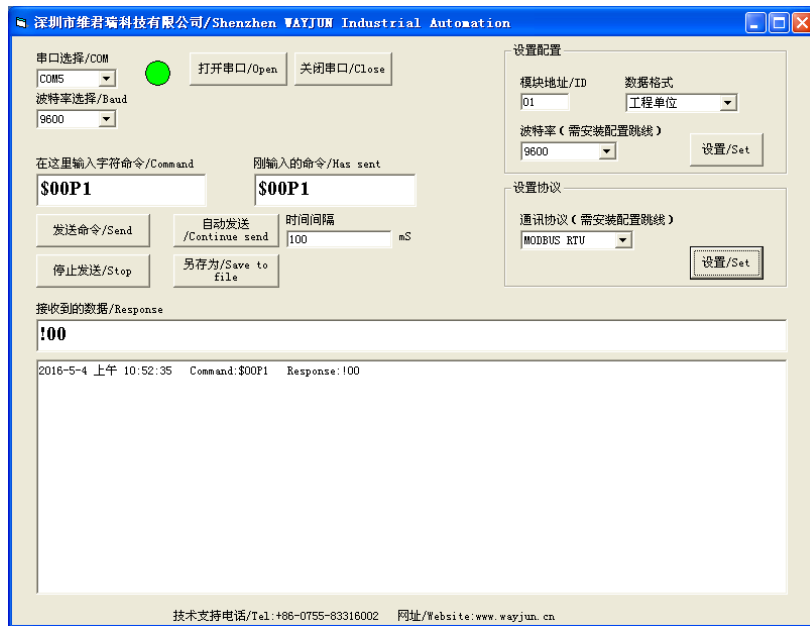 深圳市维君瑞科技有限公司/Shenzhen WAYJUN Industrial Automation
串口选择/COM
COM5
打开串口/Open
关闭串口/Close
波特率选择/Baud
9600
在这里输入字符命令/Command
刚输入的命令/Has sent
$00P1
$00P1
发送命令/Send
自动发送
/Continue send
时间间隔
100
mS
停止发送/Stop
另存为/Save to
file
设置配置
模块地址/ID
数据格式
01
工程单位
波特率(需安装配置跳线)
9600
设置/Set
设置协议
通讯协议(需安装配置跳线)
MODBUS RTU
设置/Set
接收到的数据/Response
!00
2016-5-4 上午 10:52:35 Command:$00P1 Response:!00
技术支持电话/Tel:+86-0755-83316002 网址/Website:www.wayjun.cn